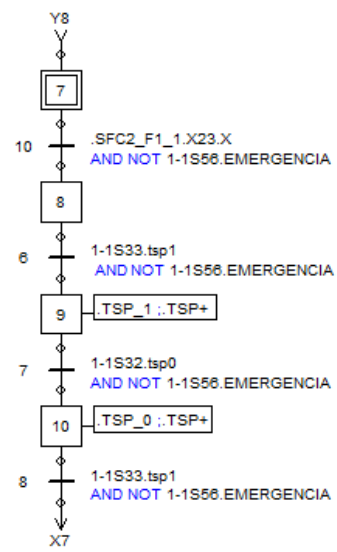 Y8
7
10 .SFC2_F1_1.X23.X
AND NOT 1-1S56.EMERGENCIA
8
6 1-1S33.tsp1
AND NOT 1-1S56.EMERGENCIA
9 .TSP_1 ;.TSP+
7 1-1S32.tsp0
AND NOT 1-1S56.EMERGENCIA
10 .TSP_0 ;.TSP+
8 1-1S33.tsp1
AND NOT 1-1S56.EMERGENCIA
X7